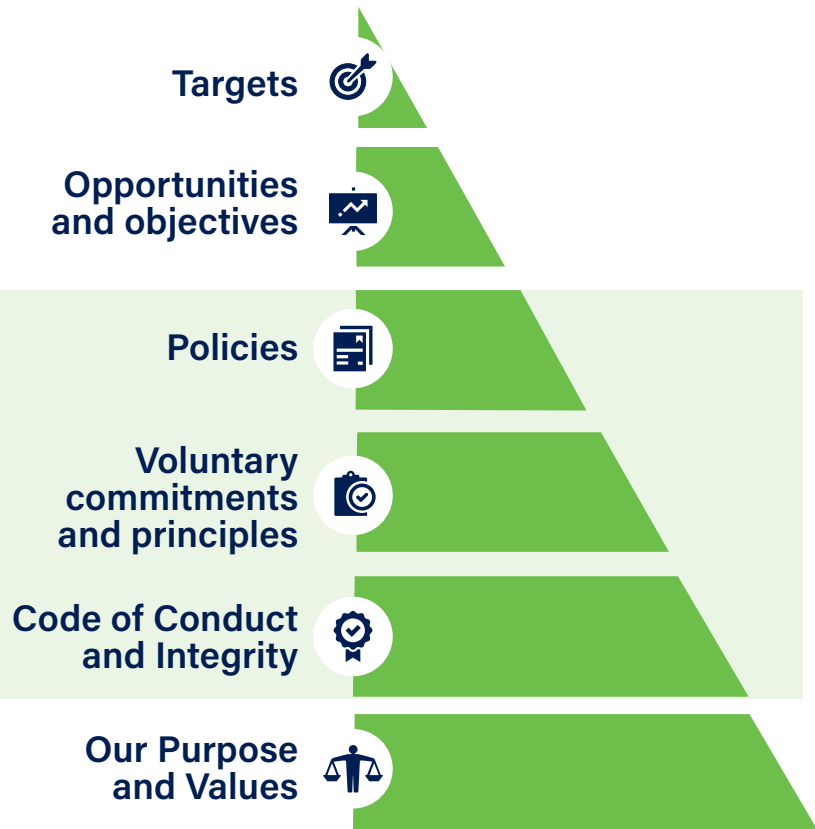 Targets
Opportunities
and objectives
Policies
Voluntary
commitments
and principles
Code of Conduct
and Integrity
Our Purpose
and Values